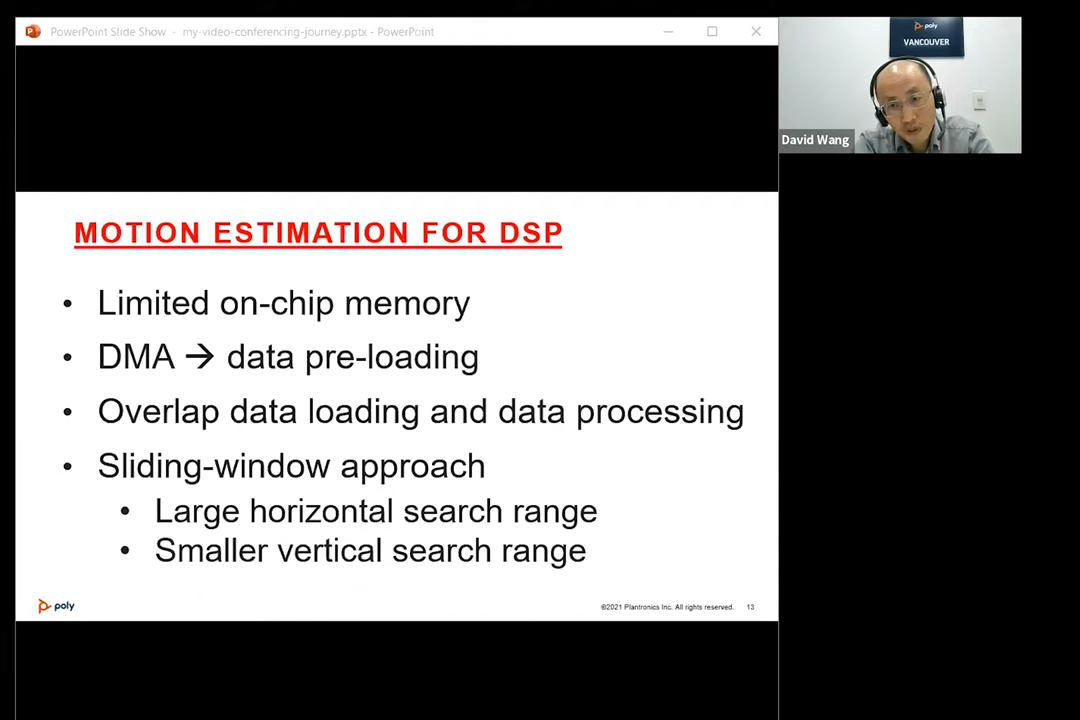 PowerPoint Slide Show - my-video-conferencing-journey.pptx - PowerPoint
poly
VANCOUVER
David Wang
MOTION ESTIMATION FOR DSP
• Limited on-chip memory
• DMA → data pre-loading
• Overlap data loading and data processing
• Sliding-window approach
• Large horizontal search range
• Smaller vertical search range
poly
©2021 Plantronics Inc. All rights reserved. 13